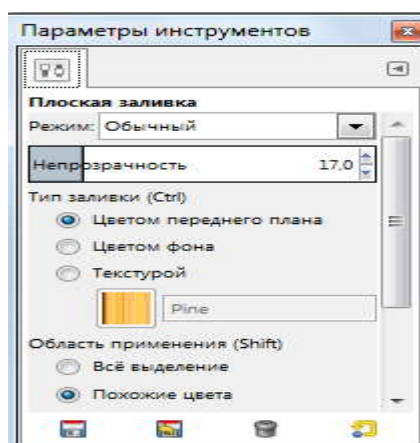 Параметры инструментов
Плоская заливка
Режим: Обычный
Непрозрачность 17,0
Тип заливки (Ctrl)
Цветом переднего плана
Цветом фона
Текстурой
Pine
Область применения (Shift)
Всё выделение
Похожие цвета